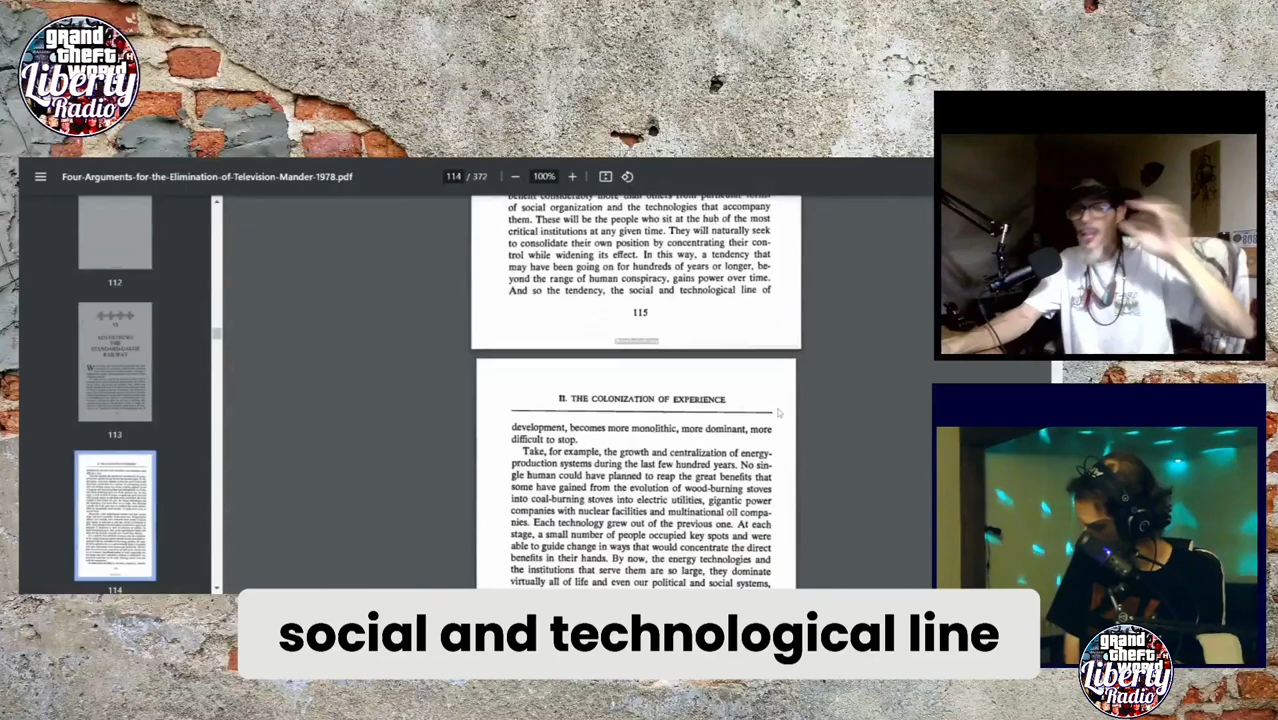 grand
theft
world
Liberty
Radio
Four-Arguments-for-the-Elimination-of-Television-Mander-1978.pdf
114 / 372
100%
112
113
114
benefit considerably more than others from particular forms
of social organization and the technologies that accompany
them. These will be the people who sit at the hub of the most
critical institutions at any given time. They will naturally seek
to consolidate their own position by concentrating their con-
trol while widening its effect. In this way, a tendency that
may have been going on for hundreds of years or longer, be-
yond the range of human conspiracy, gains power over time.
And so the tendency, the social and technological line of
115
II. THE COLONIZATION OF EXPERIENCE
development, becomes more monolithic, more dominant, more
difficult to stop.
Take, for example, the growth and centralization of energy-
production systems during the last few hundred years. No sin-
gle human could have planned to reap the great benefits that
some have gained from the evolution of wood-burning stoves
into coal-burning stoves into electric utilities, gigantic power
companies with nuclear facilities and multinational oil compa-
nies. Each technology grew out of the previous one. At each
stage, a small number of people occupied key spots and were
able to guide change in ways that would concentrate the direct
benefits in their hands. By now, the energy technologies and
the institutions that serve them are so large, they dominate
virtually all of life and even our political and social systems,
social and technological line
grand
theft
world
Liberty
Radio